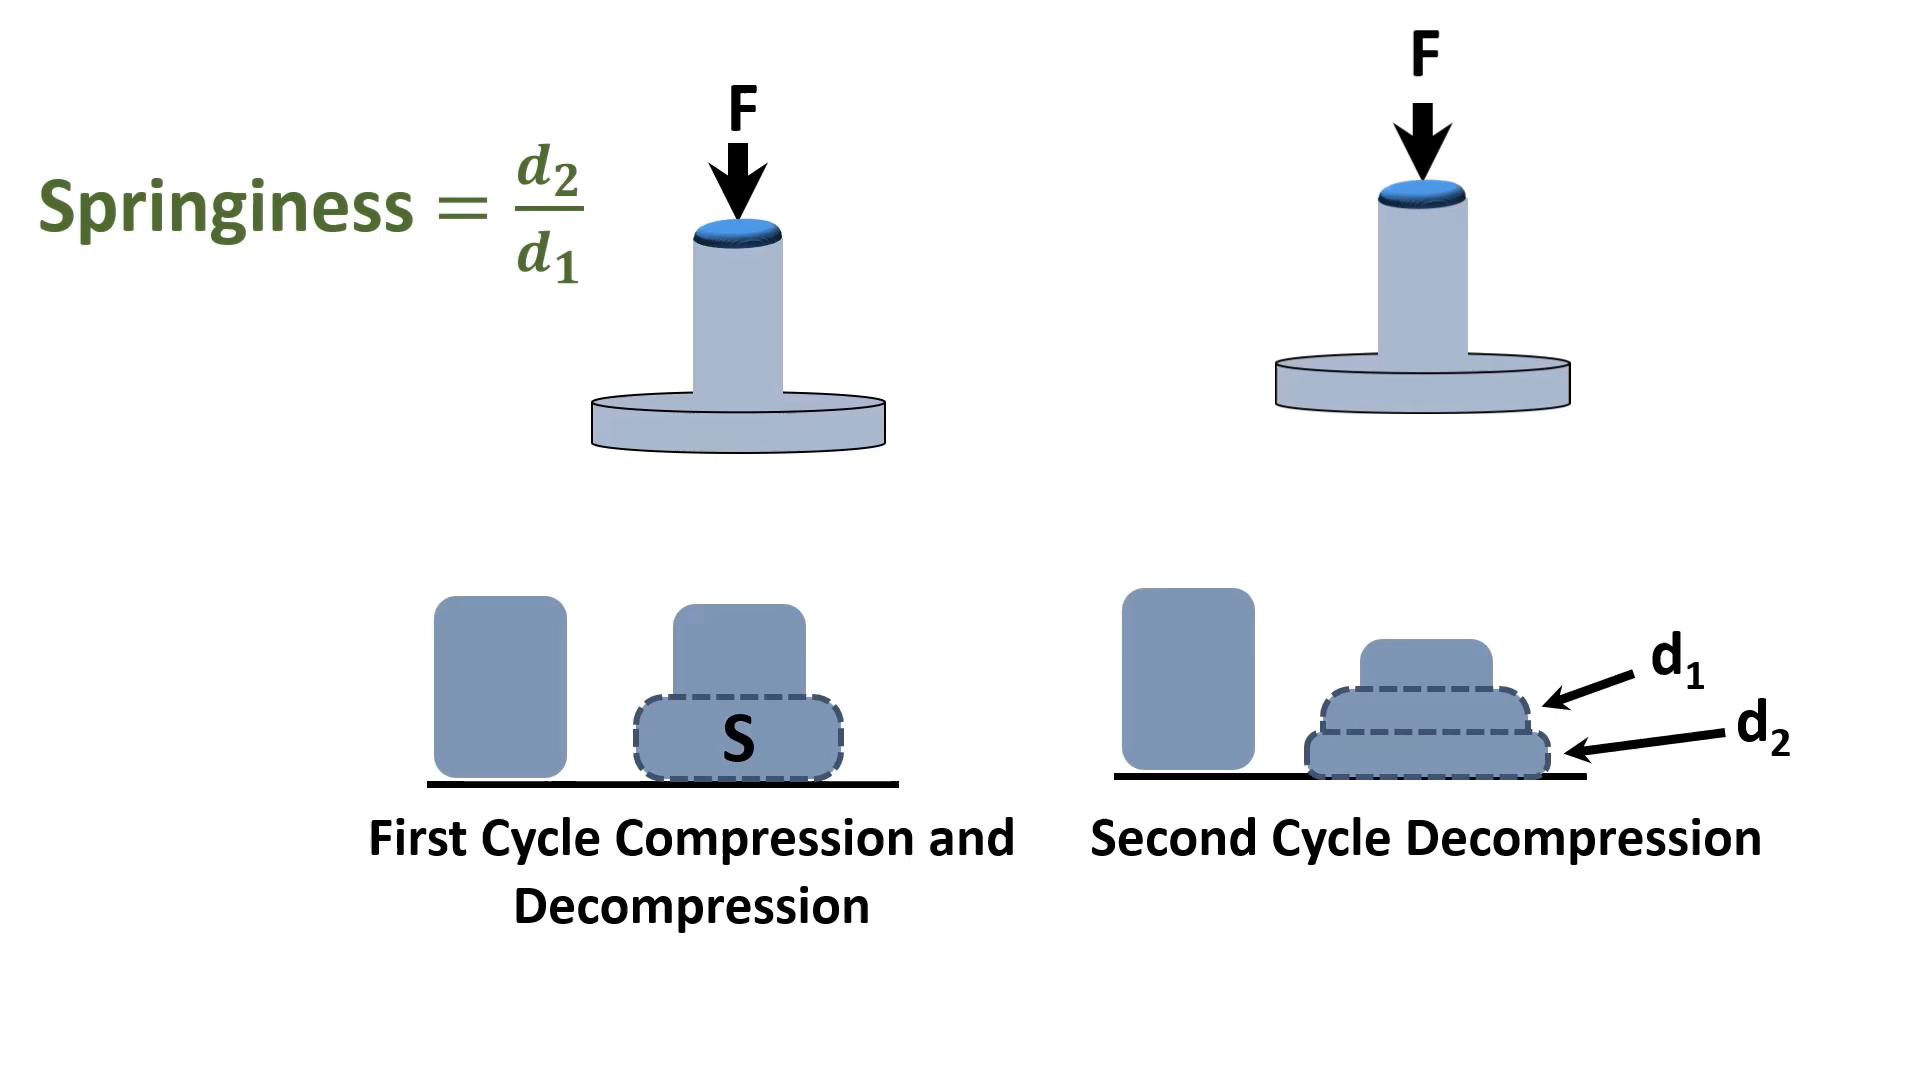 F
F
Springiness = d₂/d₁
S
d₁
d₂
First Cycle Compression and
Decompression
Second Cycle Decompression